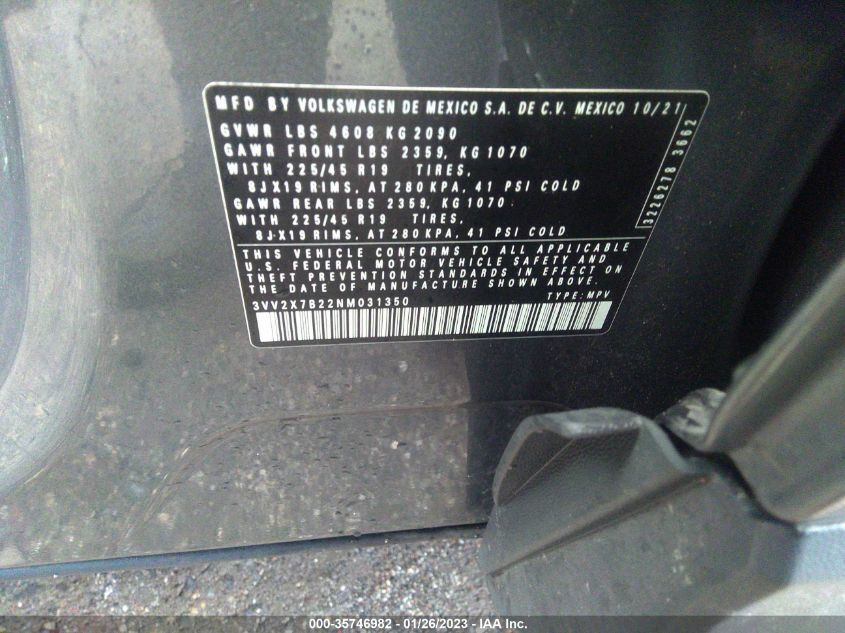 MFD BY VOLKSWAGEN DE MEXICO S.A. DE C.V. MEXICO 10/21
GVWR LBS 4608 KG 2090
GAWR FRONT LBS 2359, KG 1070
WITH 225/45 R19 TIRES,
8JX19 RIMS, AT 280 KPA, 41 PSI COLD
GAWR REAR LBS 2359, KG 1070
WITH 225/45 R19 TIRES,
8JX19 RIMS, AT 280 KPA, 41 PSI COLD
3226278 3662
THIS VEHICLE CONFORMS TO ALL APPLICABLE
U.S. FEDERAL MOTOR VEHICLE SAFETY AND
THEFT PREVENTION STANDARDS IN EFFECT ON
THE DATE OF MANUFACTURE SHOWN ABOVE.
3VV2X7B22NM031350 TYPE: MPV
000-35746982 - 01/26/2023 - IAA Inc.